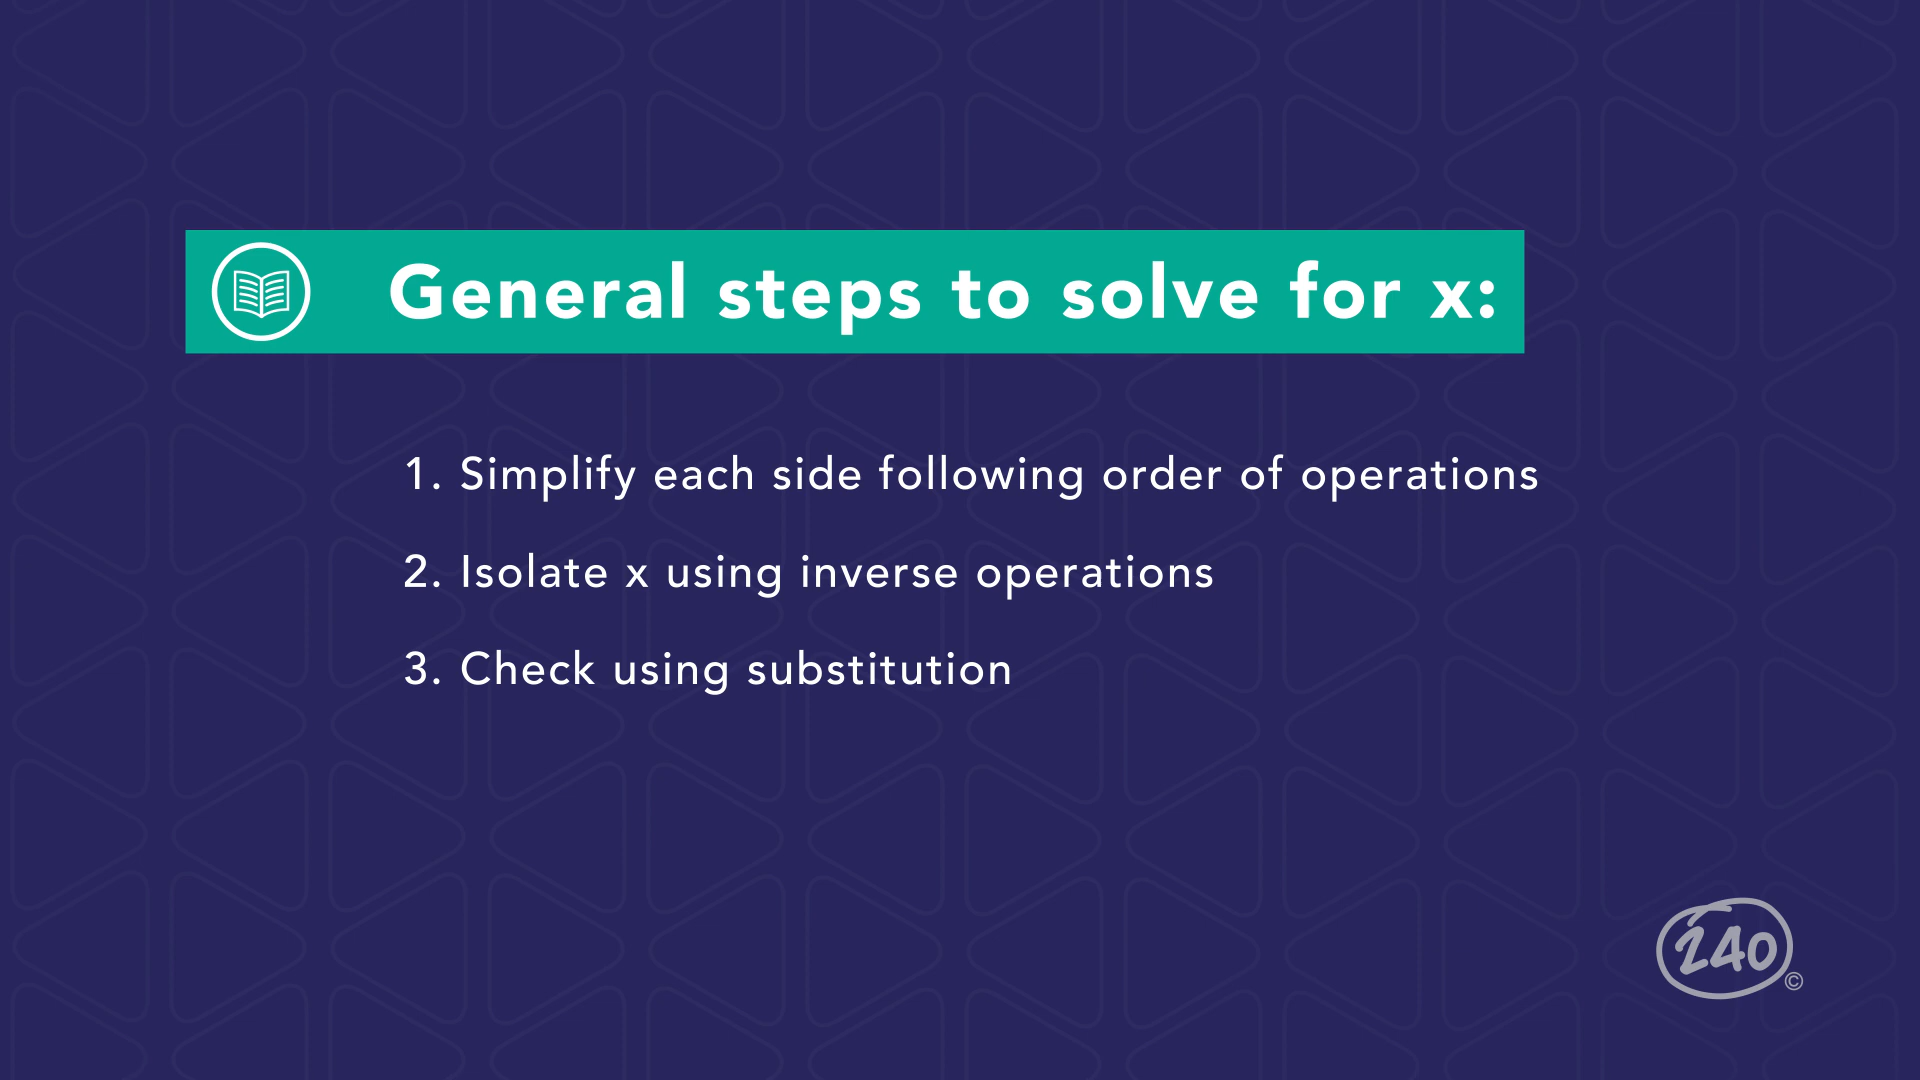 General steps to solve for x:
1. Simplify each side following order of operations
2. Isolate x using inverse operations
3. Check using substitution
240
©